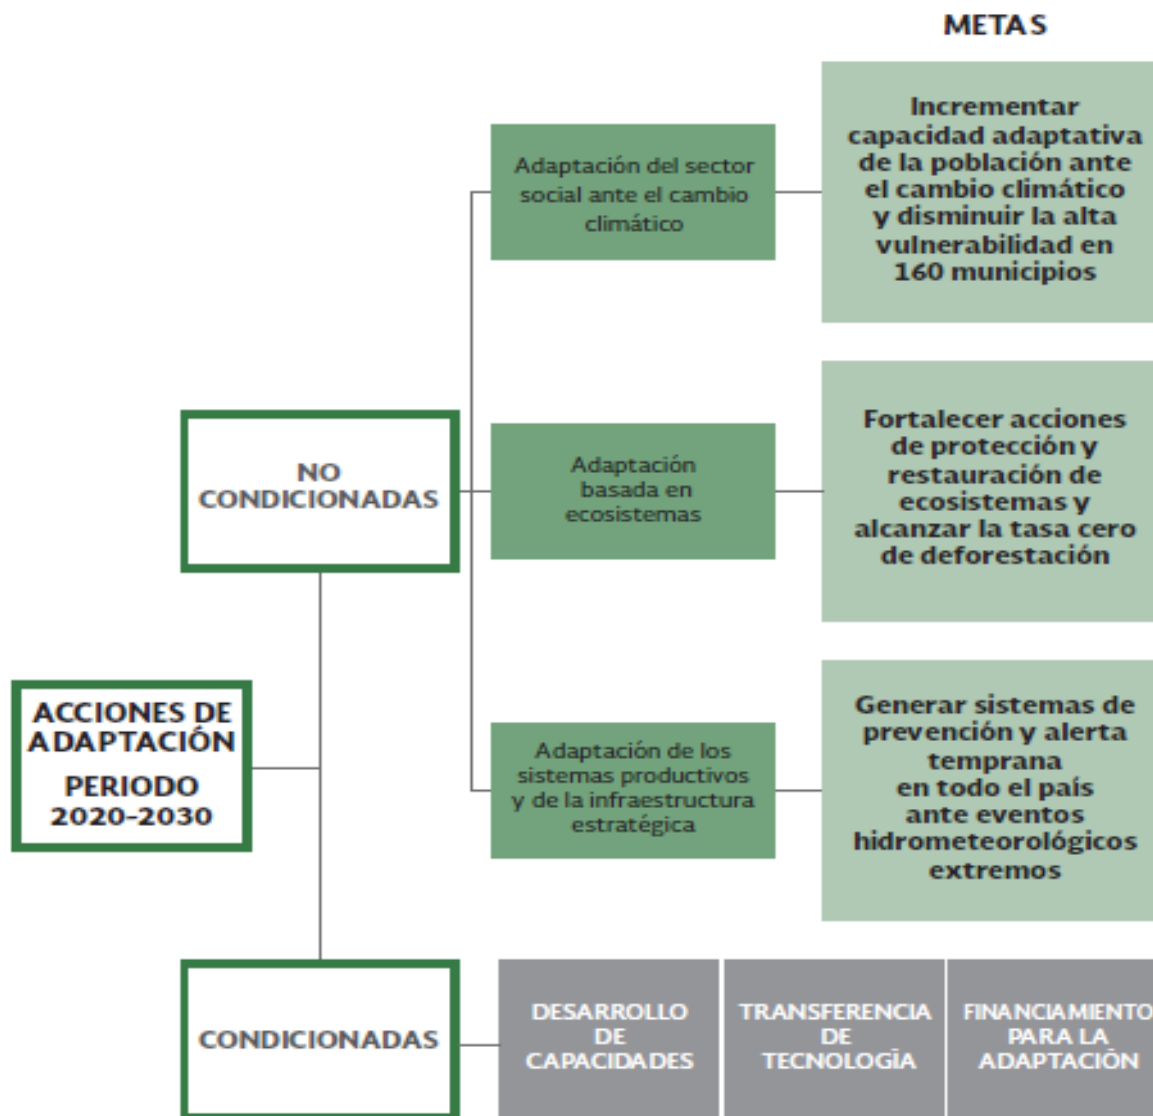 METAS
Adaptación del sector
social ante el cambio
climático
Incrementar
capacidad adaptativa
de la población ante
el cambio climático
y disminuir la alta
vulnerabilidad en
160 municipios
NO
CONDICIONADAS
Adaptación
basada en
ecosistemas
Fortalecer acciones
de protección y
restauración de
ecosistemas y
alcanzar la tasa cero
de deforestación
ACCIONES DE
ADAPTACIÓN
PERIODO
2020-2030
Adaptación de los
sistemas productivos
y de la infraestructura
estratégica
Generar sistemas de
prevención y alerta
temprana
en todo el país
ante eventos
hidrometeorológicos
extremos
CONDICIONADAS
DESARROLLO
DE
CAPACIDADES
TRANSFERENCIA
DE
TECNOLOGÍA
FINANCIAMIENTO
PARA LA
ADAPTACIÓN